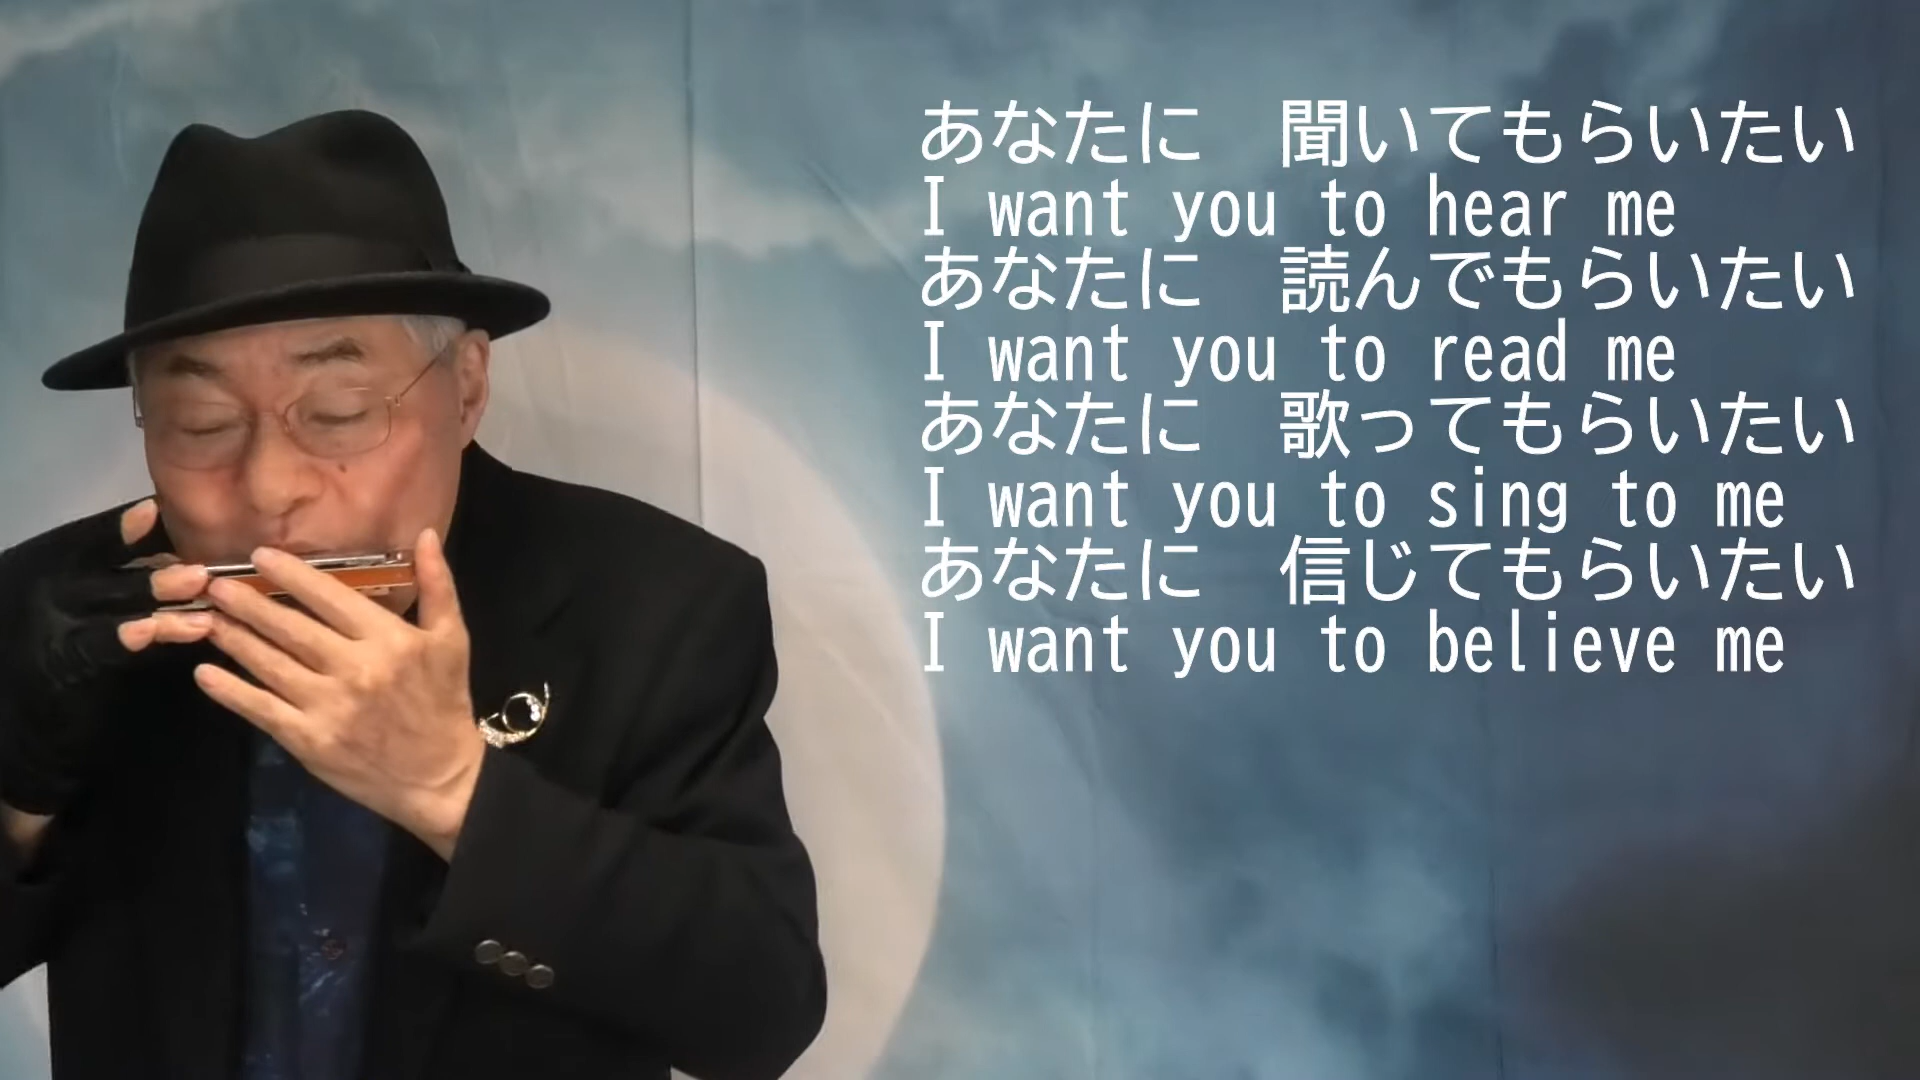 あなたに　聞いてもらいたい
I want you to hear me
あなたに　読んでもらいたい
I want you to read me
あなたに　歌ってもらいたい
I want you to sing to me
あなたに　信じてもらいたい
I want you to believe me